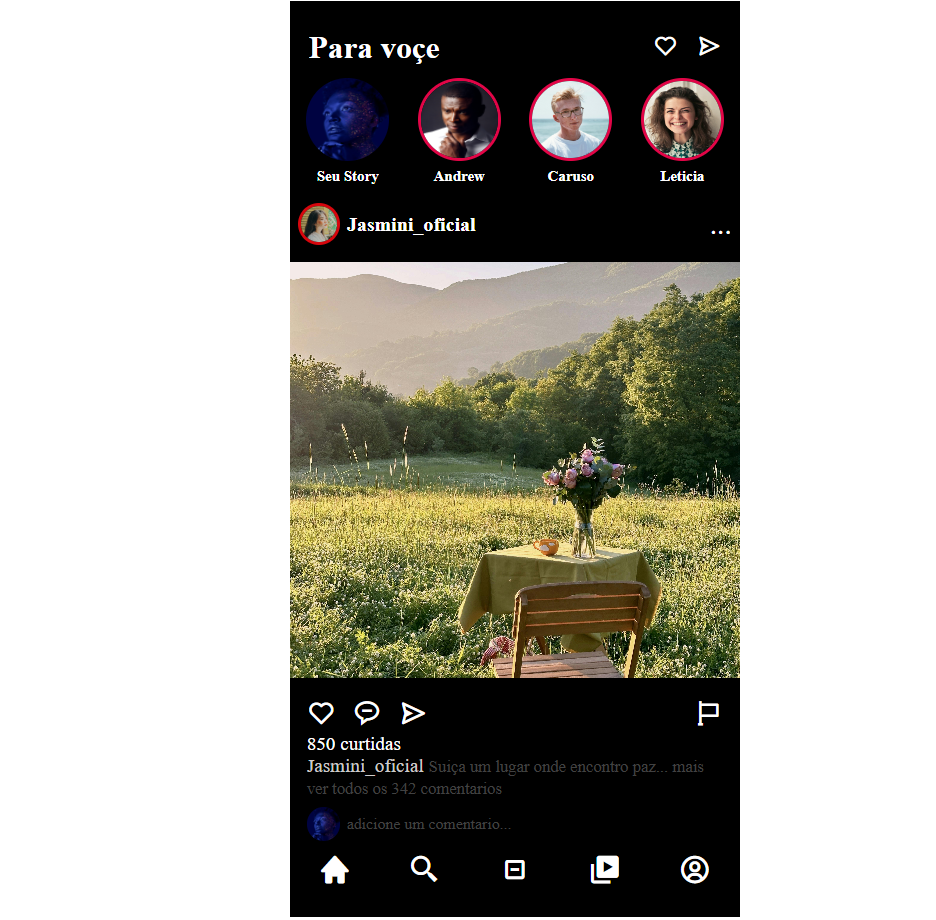 Para voçe
Seu Story
Andrew
Caruso
Leticia
Jasmini_oficial
...
850 curtidas
Jasmini_oficial Suiça um lugar onde encontro paz... mais
ver todos os 342 comentarios
adicione um comentario...